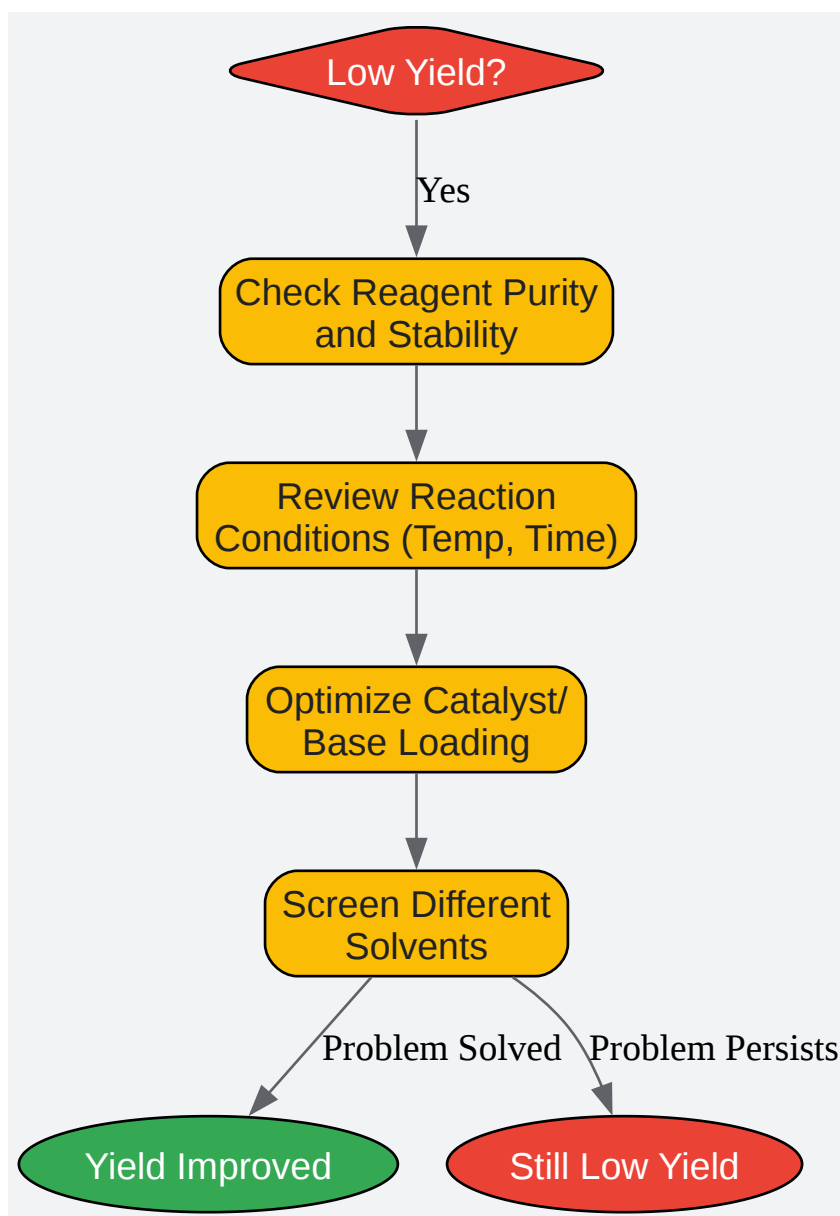 Low Yield?
Yes
Check Reagent Purity
and Stability
Review Reaction
Conditions (Temp, Time)
Optimize Catalyst/
Base Loading
Screen Different
Solvents
Problem Solved
Problem Persists
Yield Improved
Still Low Yield